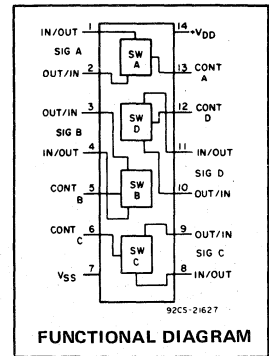 1 14
IN/OUT +VDD
SIG A SW A
2 13
OUT/IN CONT A
3 12
OUT/IN SW D CONT D
SIG B
4 11
IN/OUT IN/OUT
SIG D
5 10
CONT B SW B OUT/IN
6 9
CONT C OUT/IN
SW C SIG C
7 8
VSS IN/OUT
92CS-21627
FUNCTIONAL DIAGRAM